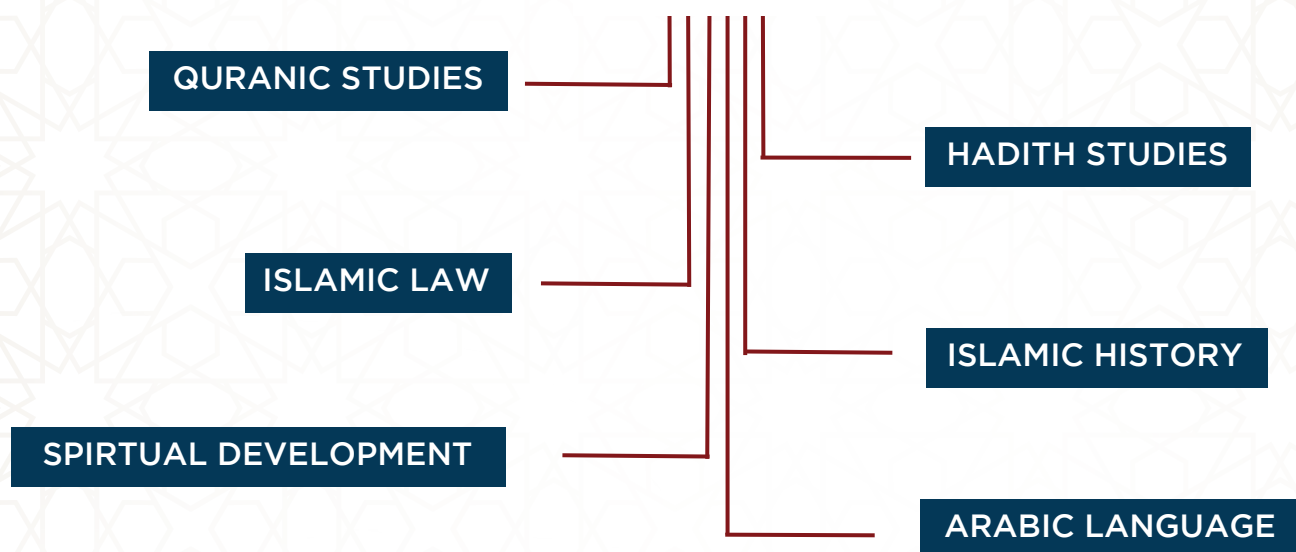 QURANIC STUDIES
HADITH STUDIES
ISLAMIC LAW
ISLAMIC HISTORY
SPIRTUAL DEVELOPMENT
ARABIC LANGUAGE